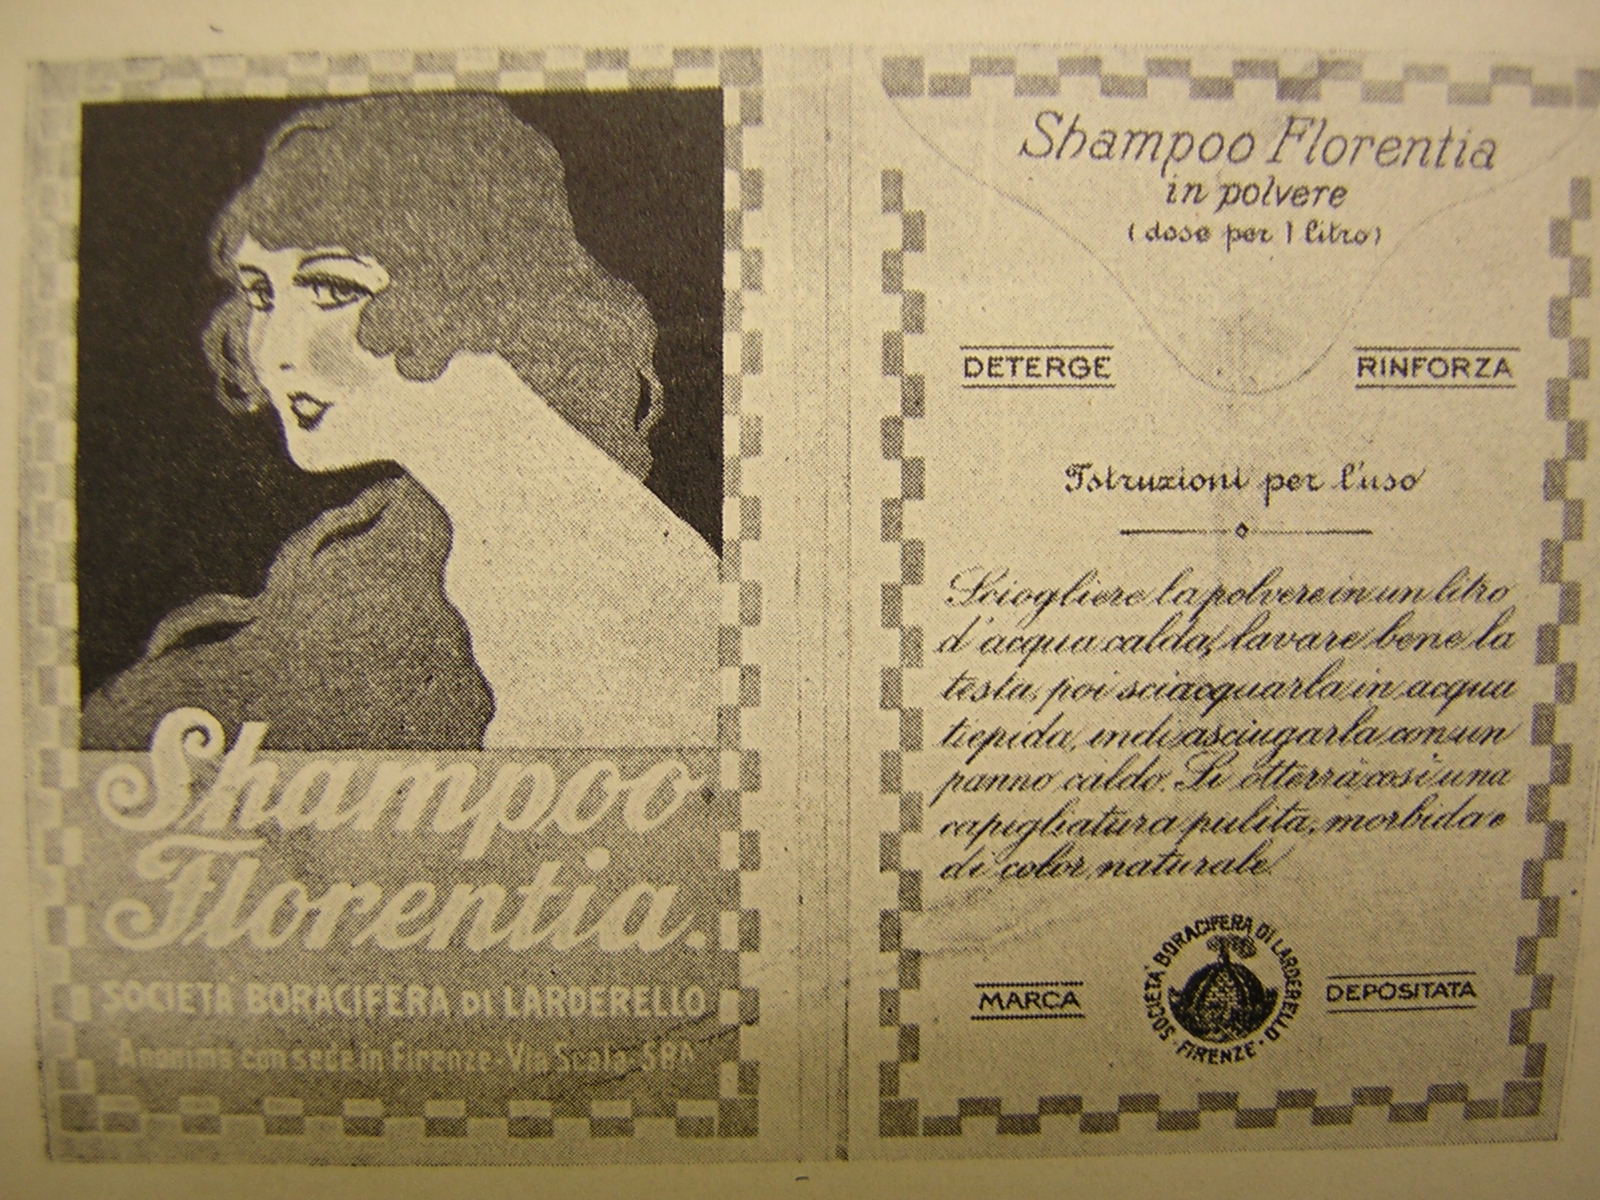 Shampoo
Florentia.
SOCIETÀ BORACIFERA DI LARDERELLO
Anonima con sede in Firenze - Via Scala - 58A
Shampoo Florentia
in polvere
(dose per 1 litro)
DETERGE
RINFORZA
Istruzioni per l'uso
Sciogliere la polvere in un litro
d'acqua calda, lavare bene la
testa, poi sciacquarla in acqua
tiepida, indi asciugarla con un
panno caldo. Si otterrà così una
capigliatura pulita, morbida e
di color naturale.
MARCA
SOCIETA' BORACIFERA DI LARDERELLO · FIRENZE ·
DEPOSITATA